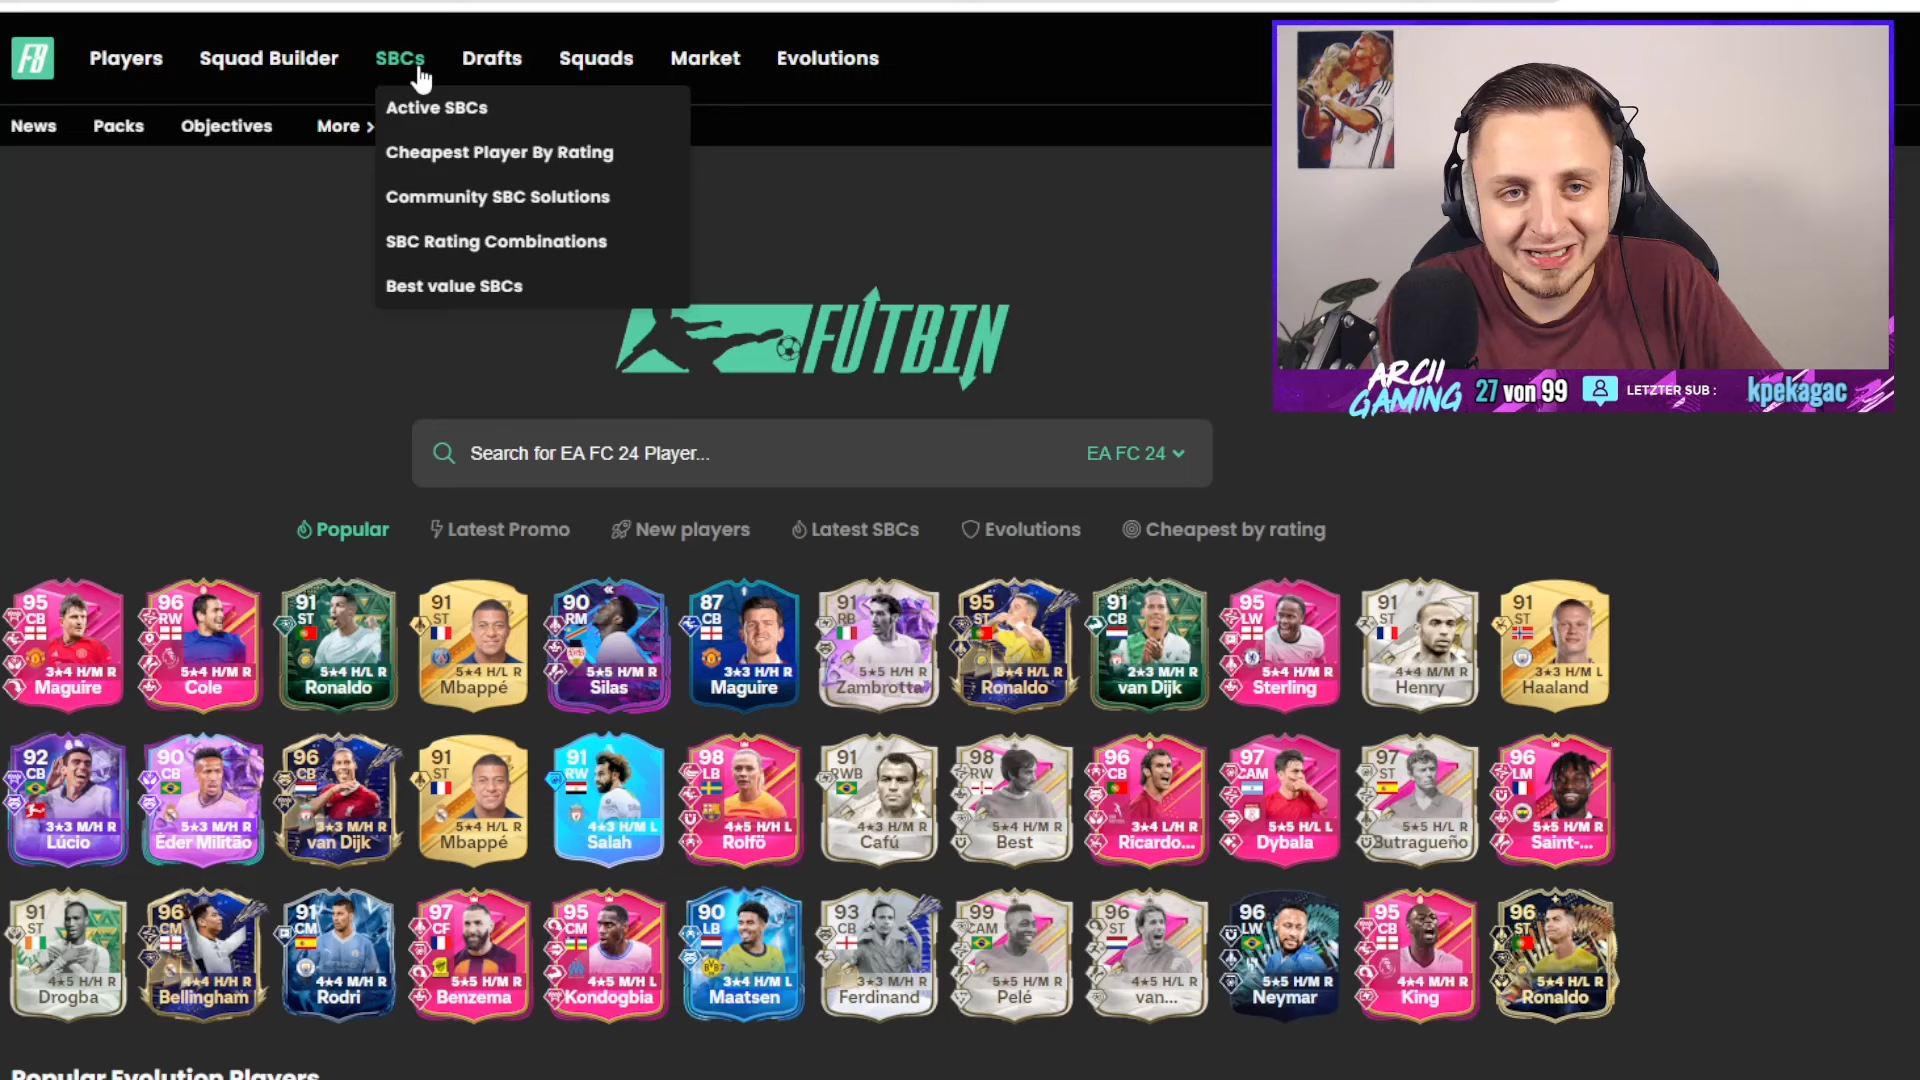 FB Players Squad Builder SBCs Drafts Squads Market Evolutions
News Packs Objectives More
Active SBCs
Cheapest Player By Rating
Community SBC Solutions
SBC Rating Combinations
Best value SBCs
FUTBIN
ARCII GAMING 27 von 99 LETZTER SUB : kpekagac
Search for EA FC 24 Player... EA FC 24
Popular Latest Promo New players Latest SBCs Evolutions Cheapest by rating
95 CB 3★4 H/M R Maguire
96 RW 5★4 H/M R Cole
91 ST 5★4 H/L R Ronaldo
91 ST 5★4 H/L R Mbappé
90 RM 5★5 H/M R Silas
87 CB 3★3 H/H R Maguire
91 RB 5★5 H/H R Zambrotta
95 ST 5★4 H/L R Ronaldo
91 CB 2★3 M/H R van Dijk
95 LW 5★4 H/M R Sterling
91 ST 4★4 M/M R Henry
91 ST 3★3 H/M L Haaland
92 CB 3★3 M/H R Lúcio
90 CB 5★3 M/H R Éder Militão
96 CB 3★3 M/H R van Dijk
91 ST 5★4 H/L R Mbappé
91 RW 4★3 H/M L Salah
98 LB 4★5 H/H L Rolfö
91 RWB 4★3 H/M R Cafú
98 RW 5★4 H/M R Best
96 CB 3★4 L/H R Ricardo...
97 CAM 5★5 H/L L Dybala
97 ST 5★5 H/L R Butragueño
96 LM 5★5 H/M R Saint-...
91 ST 4★5 H/H R Drogba
96 CM 4★4 H/H R Bellingham
91 CM 4★4 M/H R Rodri
97 CF 5★5 M/H R Benzema
95 CM 4★5 M/H L Kondogbia
90 LB 3★4 H/M L Maatsen
93 CB 3★3 M/H R Ferdinand
99 CAM 5★5 H/M R Pelé
96 ST 4★5 H/L R van...
96 LW 5★5 H/M R Neymar
95 CB 4★4 M/H R King
96 ST 5★4 H/L R Ronaldo
Popular Evolution Players